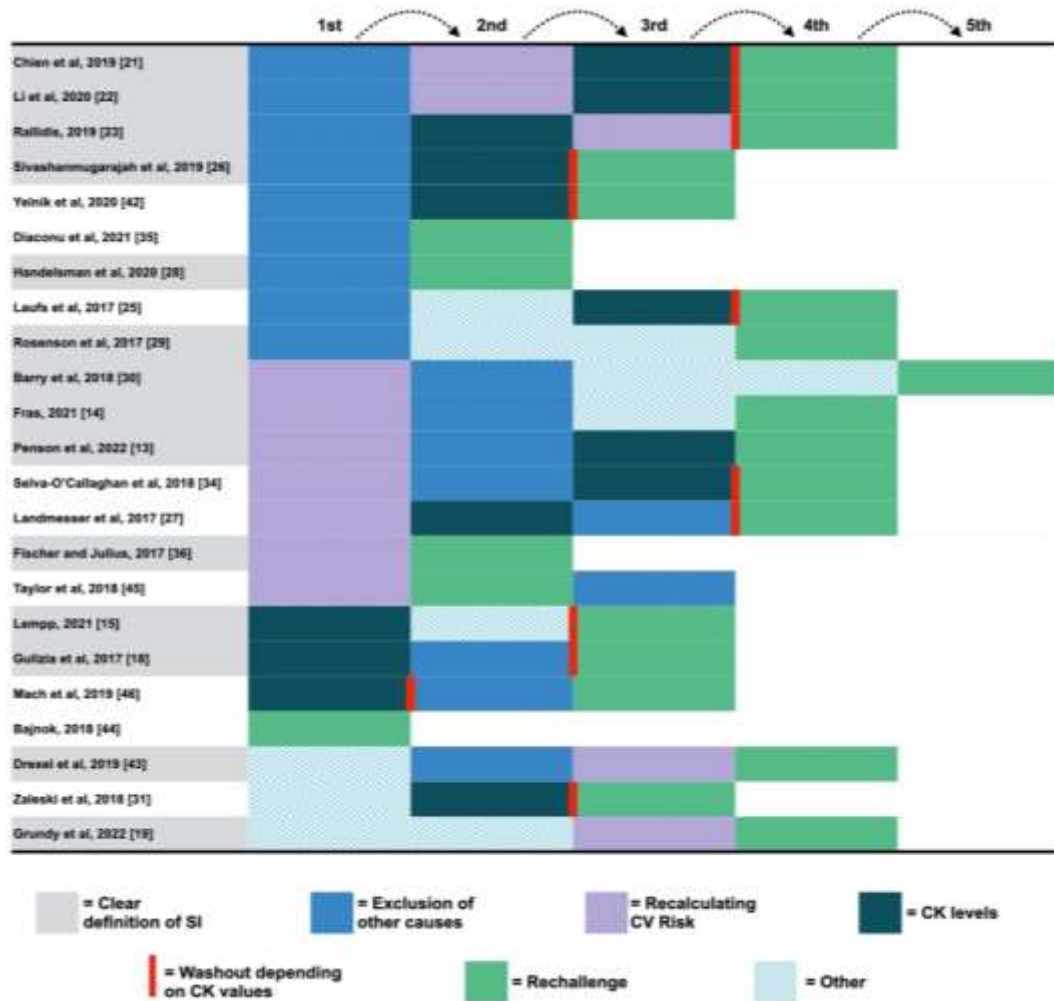 1st 2nd 3rd 4th 5th
Chien et al, 2019 [21]
Li et al, 2020 [22]
Rallidis, 2019 [23]
Sivashanmugarajah et al, 2019 [26]
Yelnik et al, 2020 [42]
Diaconu et al, 2021 [35]
Handelsman et al, 2020 [28]
Laufs et al, 2017 [25]
Rosenson et al, 2017 [29]
Barry et al, 2018 [30]
Fras, 2021 [14]
Penson et al, 2022 [13]
Selva-O'Callaghan et al, 2018 [34]
Landmesser et al, 2017 [27]
Fischer and Julius, 2017 [36]
Taylor et al, 2018 [45]
Lempp, 2021 [15]
Gulizia et al, 2017 [18]
Mach et al, 2019 [46]
Bajnok, 2018 [44]
Drexel et al, 2019 [43]
Zaleski et al, 2018 [31]
Grundy et al, 2022 [19]
= Clear
definition of SI
= Exclusion of
other causes
= Recalculating
CV Risk
= CK levels
= Washout depending
on CK values
= Rechallenge
= Other